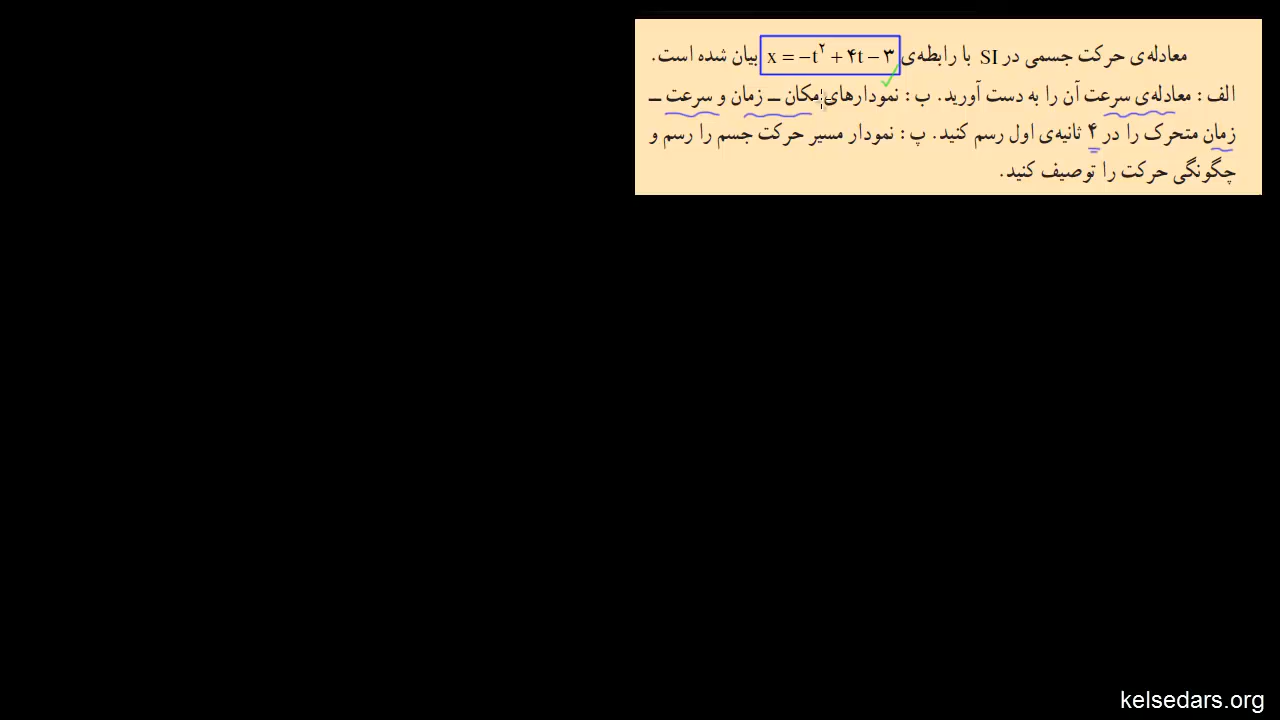 معادله‌ی حرکت جسمی در SI با رابطه‌ی x = −t² + ۴t − ۳ بیان شده است.
الف : معادله‌ی سرعت آن را به دست آورید. ب : نمودارهای مکان ــ زمان و سرعت ــ
زمان متحرک را در ۴ ثانیه‌ی اول رسم کنید. پ : نمودار مسیر حرکت جسم را رسم و
چگونگی حرکت را توصیف کنید.
kelsedars.org